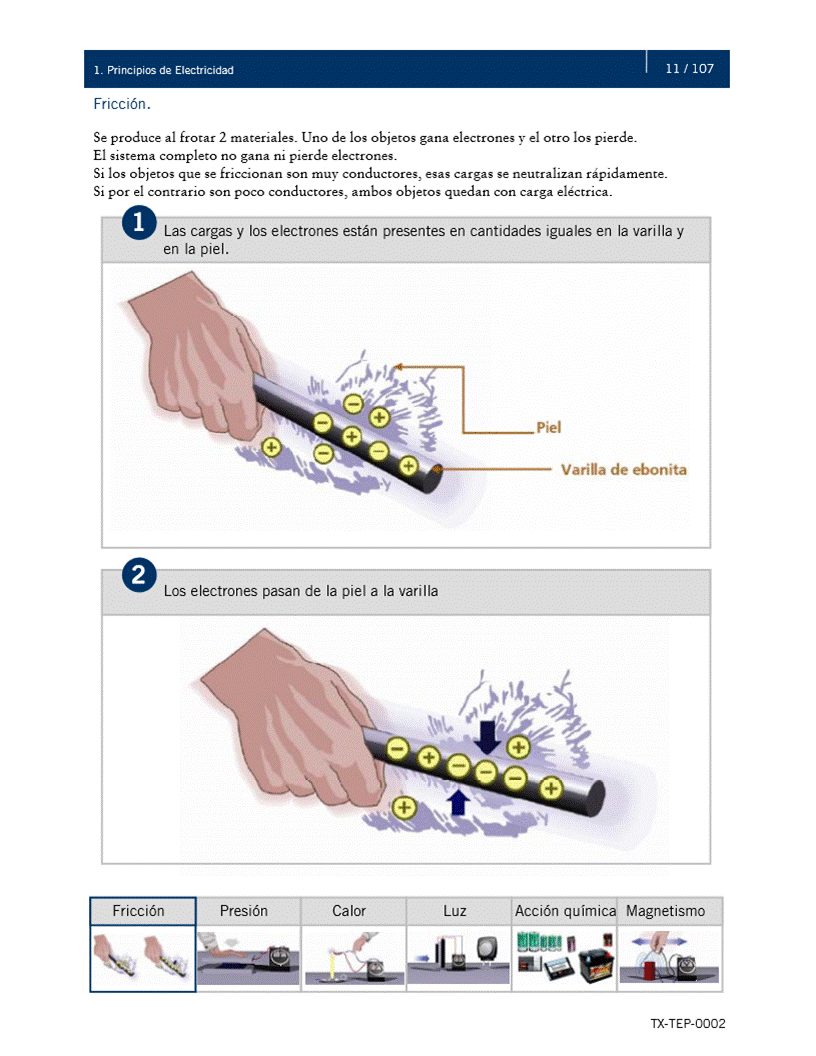 1. Principios de Electricidad
11 / 107
Fricción.
Se produce al frotar 2 materiales. Uno de los objetos gana electrones y el otro los pierde.
El sistema completo no gana ni pierde electrones.
Si los objetos que se friccionan son muy conductores, esas cargas se neutralizan rápidamente.
Si por el contrario son poco conductores, ambos objetos quedan con carga eléctrica.
1
Las cargas y los electrones están presentes en cantidades iguales en la varilla y
en la piel.
Piel
Varilla de ebonita
2
Los electrones pasan de la piel a la varilla
Fricción Presión Calor Luz Acción química Magnetismo
TX-TEP-0002